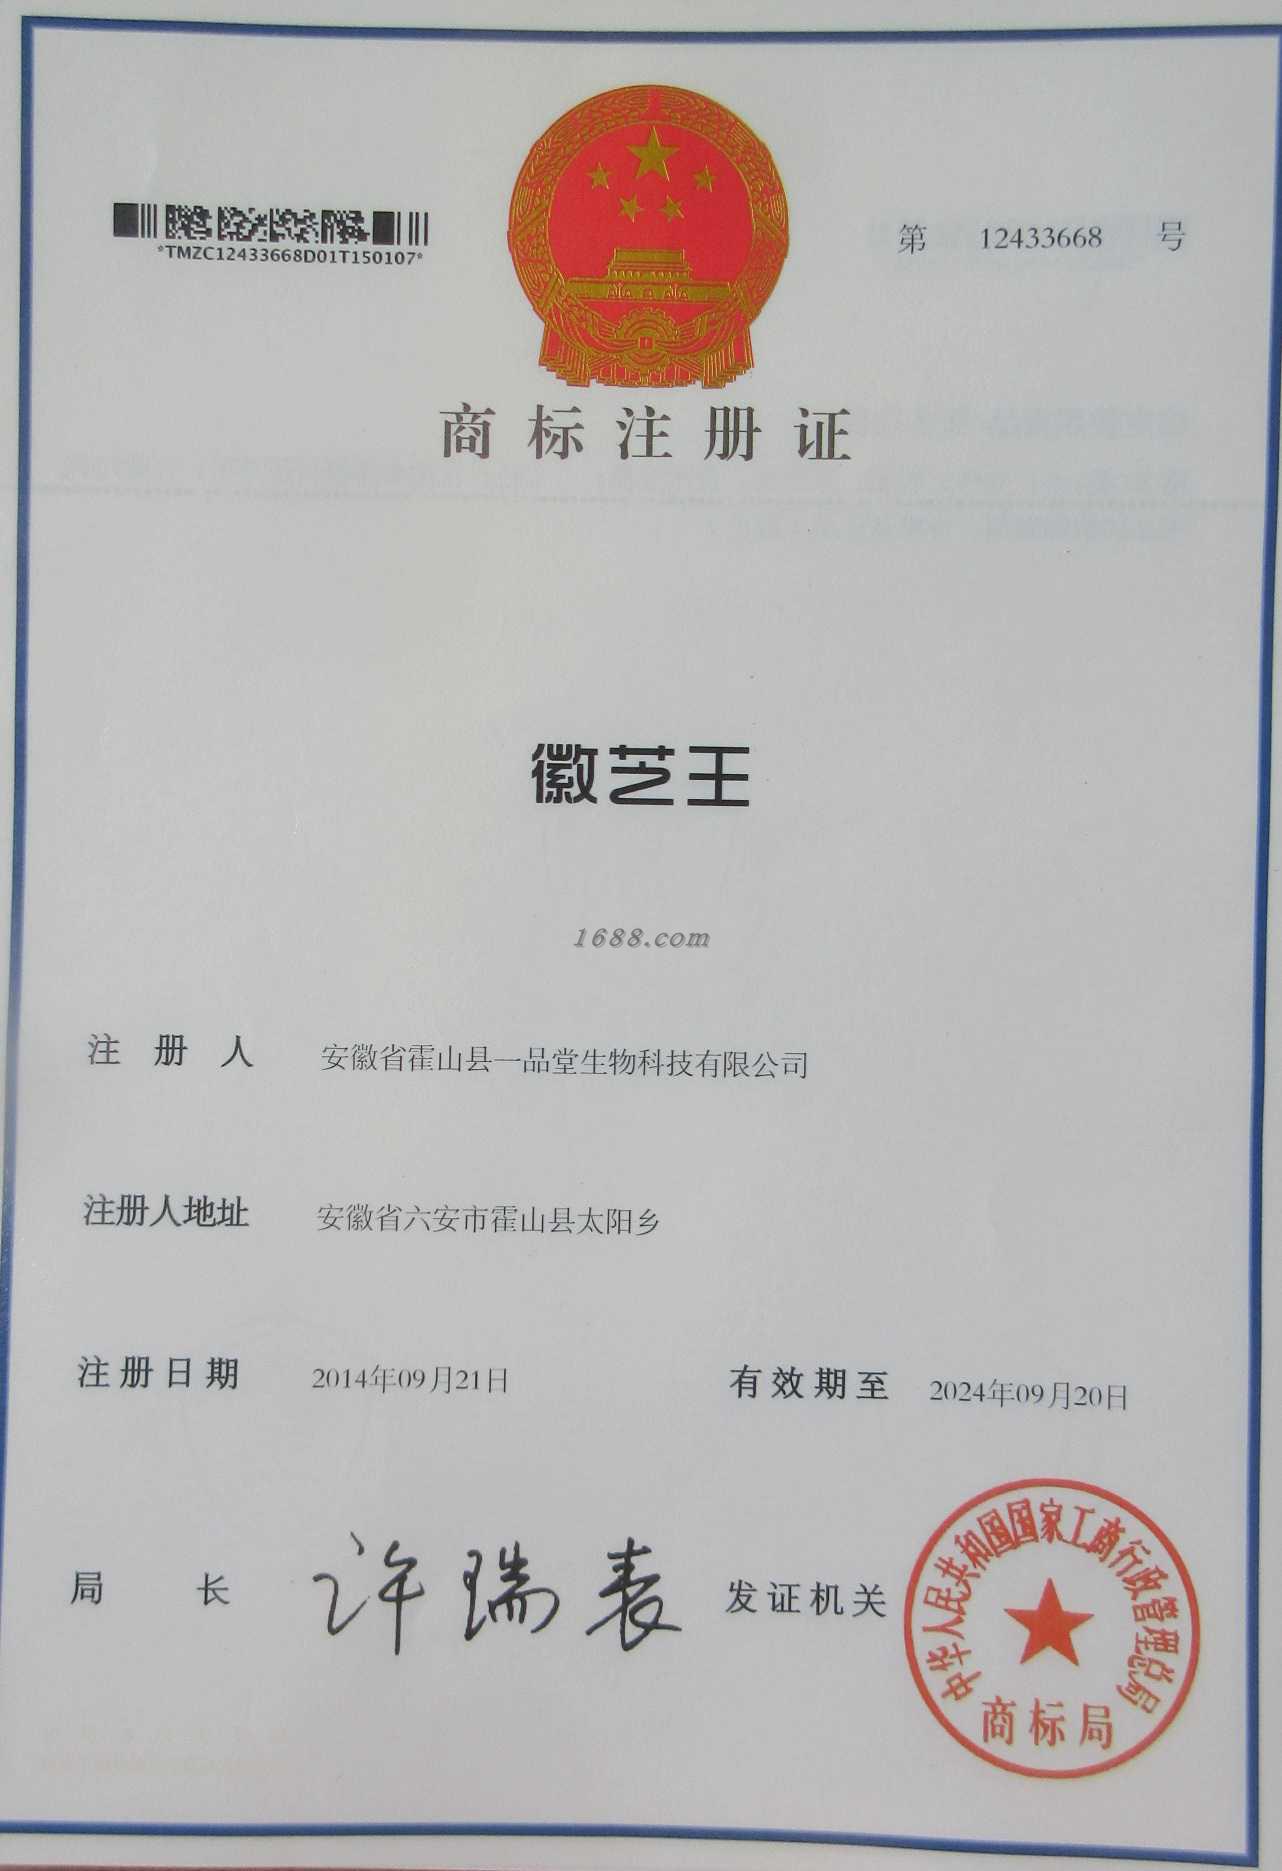 *TMZC12433668D01T150107*
第 12433668 号
商标注册证
徽芝王
1688.com
注册人 安徽省霍山县一品堂生物科技有限公司
注册人地址 安徽省六安市霍山县太阳乡
注册日期 2014年09月21日 有效期至 2024年09月20日
局长 许瑞表 发证机关
中华人民共和国国家工商行政管理总局
商标局